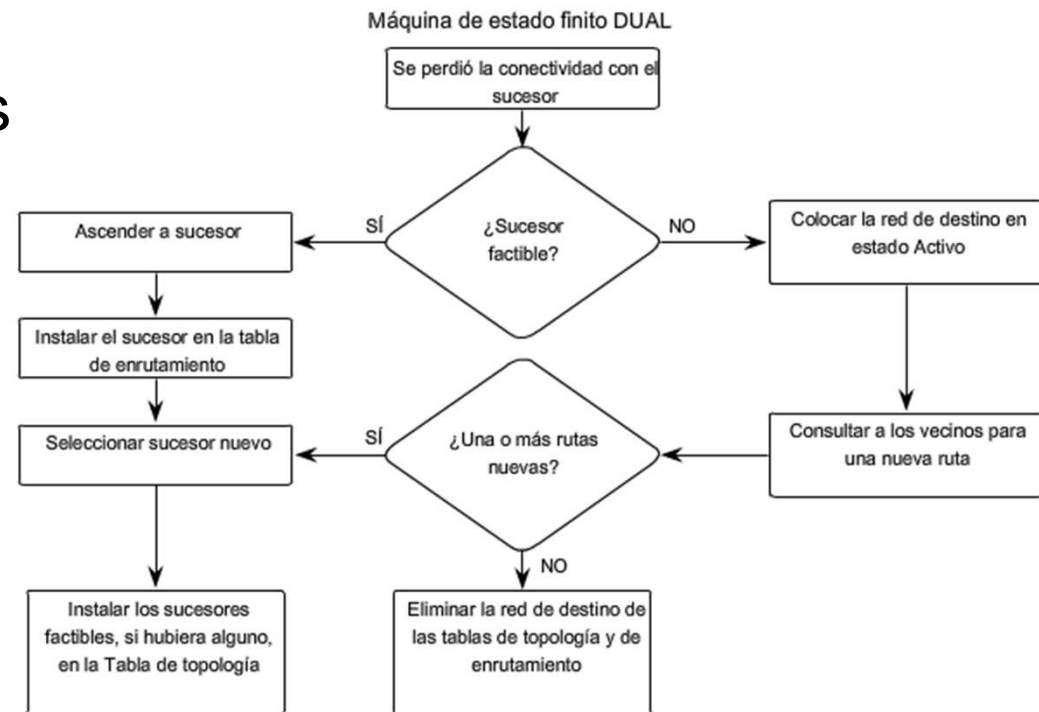 Máquina de estado finito DUAL
s
Se perdió la conectividad con el
sucesor
¿Sucesor
factible?
SÍ
NO
Ascender a sucesor
Colocar la red de destino en
estado Activo
Instalar el sucesor en la tabla
de enrutamiento
Seleccionar sucesor nuevo
SÍ
¿Una o más rutas
nuevas?
Consultar a los vecinos para
una nueva ruta
NO
Instalar los sucesores
factibles, si hubiera alguno,
en la Tabla de topología
Eliminar la red de destino de
las tablas de topología y de
enrutamiento